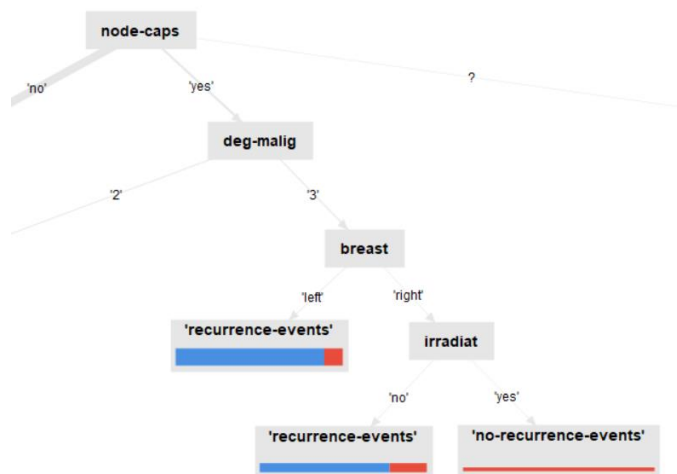 node-caps
'no'
'yes'
?
deg-malig
'2'
'3'
breast
'left'
'right'
'recurrence-events'
irradiat
'no'
'yes'
'recurrence-events'
'no-recurrence-events'